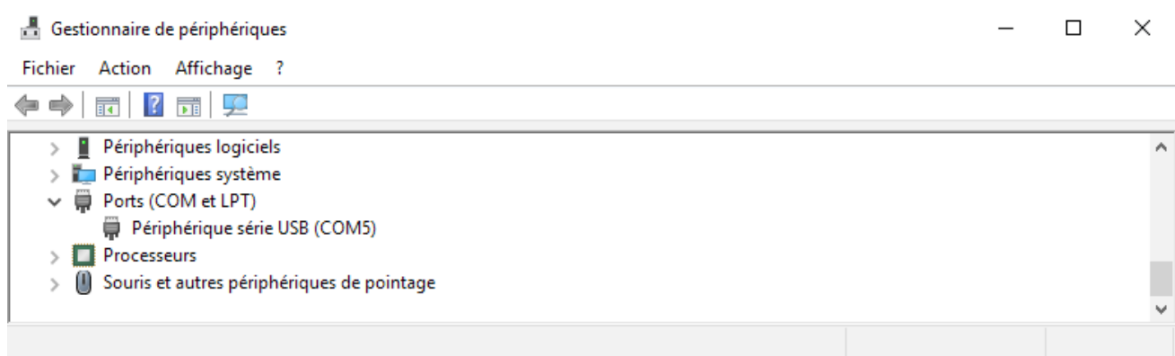 Gestionnaire de périphériques
Fichier Action Affichage ?
Périphériques logiciels
Périphériques système
Ports (COM et LPT)
Périphérique série USB (COM5)
Processeurs
Souris et autres périphériques de pointage